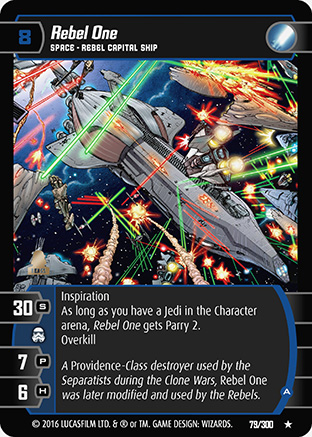 8
Rebel One
SPACE - REBEL CAPITAL SHIP
30 S
7 P
6 H
Inspiration
As long as you have a Jedi in the Character
arena, Rebel One gets Parry 2.
Overkill
A Providence-Class destroyer used by the
Separatists during the Clone Wars, Rebel One
was later modified and used by the Rebels.
A
© 2016 LUCASFILM LTD. & ® or TM. GAME DESIGN: WIZARDS.
79/300 ★